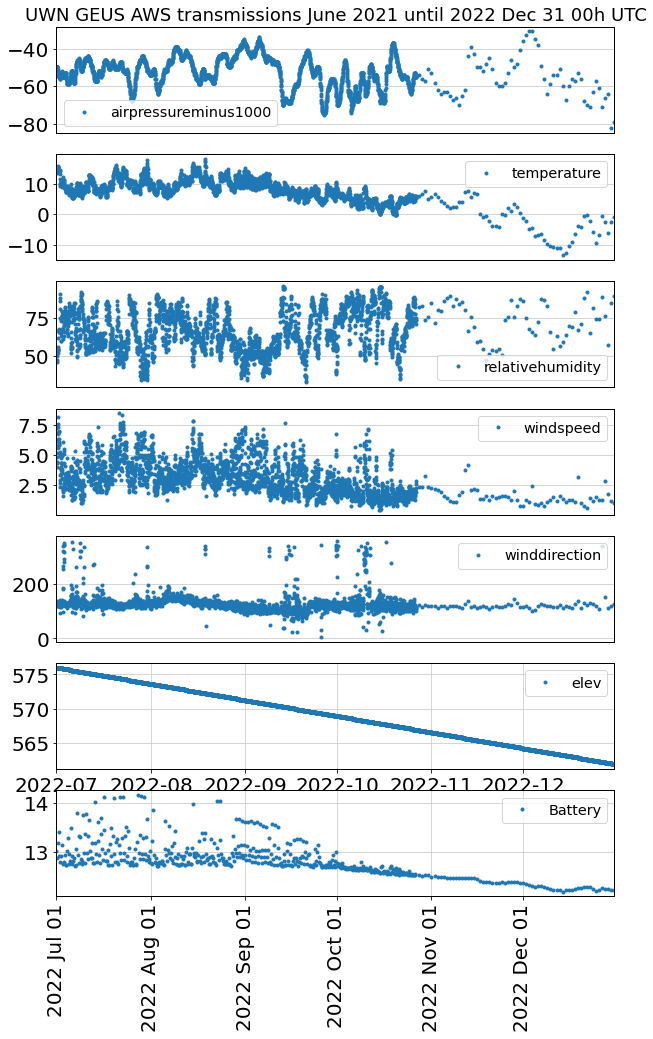 UWN GEUS AWS transmissions June 2021 until 2022 Dec 31 00h UTC
−40
−60
−80
airpressureminus1000
10
0
−10
temperature
75
50
relativehumidity
7.5
5.0
2.5
windspeed
200
0
winddirection
575
570
565
elev
2022-07 2022-08 2022-09 2022-10 2022-11 2022-12
14
13
Battery
2022 Jul 01
2022 Aug 01
2022 Sep 01
2022 Oct 01
2022 Nov 01
2022 Dec 01